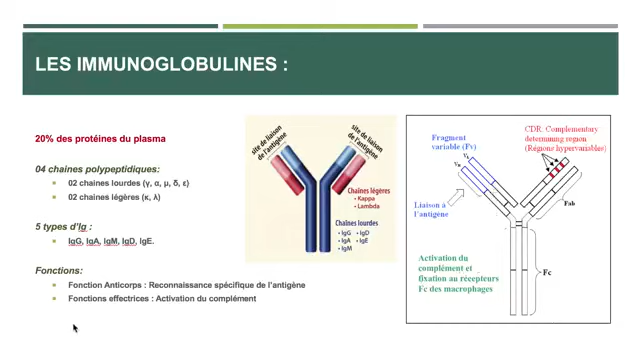 LES IMMUNOGLOBULINES :
20% des protéines du plasma
04 chaines polypeptidiques:
02 chaines lourdes (γ, α, μ, δ, ε)
02 chaines légères (κ, λ)
5 types d'Ig :
IgG, IgA, IgM, IgD, IgE.
Fonctions:
Fonction Anticorps : Reconnaissance spécifique de l'antigène
Fonctions effectrices : Activation du complément
site de liaison
de l'antigène
site de liaison
de l'antigène
Chaînes légères
• Kappa
• Lambda
Chaînes lourdes
• IgG • IgD
• IgA • IgE
• IgM
Fragment
variable (Fv)
CDR: Complementary
determining region
(Régions hypervariables)
VL
VH
Liaison à
l'antigène
Fab
Activation du
complément et
fixation au récepteurs
Fc des macrophages
Fc